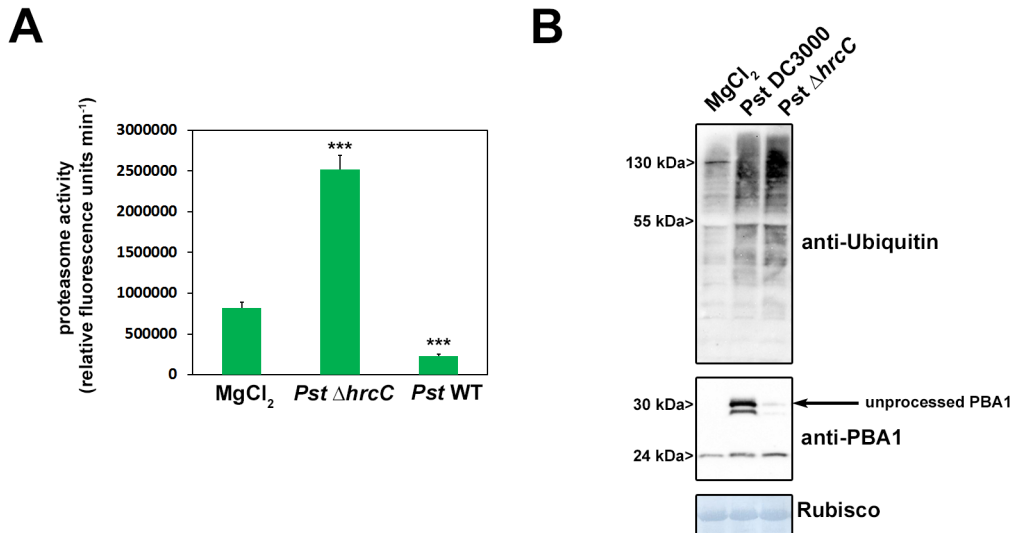 A
proteasome activity
(relative fluorescence units min-1)
3000000
2500000
2000000
1500000
1000000
500000
0
***
***
MgCl2
Pst ΔhrcC
Pst WT
B
MgCl2
Pst DC3000
Pst ΔhrcC
130 kDa>
55 kDa>
anti-Ubiquitin
30 kDa>
unprocessed PBA1
anti-PBA1
24 kDa>
Rubisco